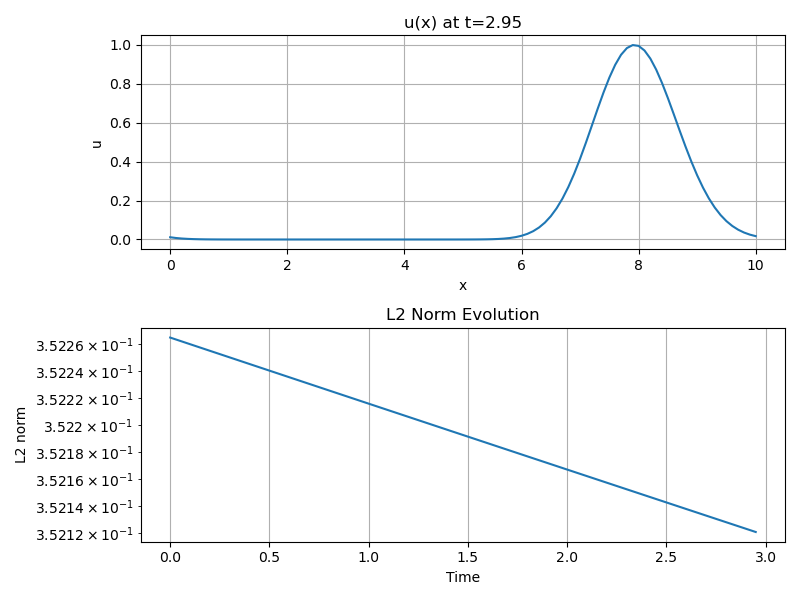 u(x) at t=2.95
1.0
0.8
0.6
0.4
0.2
0.0
u
0 2 4 6 8 10
x
L2 Norm Evolution
3.5226 × 10⁻¹
3.5224 × 10⁻¹
3.5222 × 10⁻¹
3.522 × 10⁻¹
3.5218 × 10⁻¹
3.5216 × 10⁻¹
3.5214 × 10⁻¹
3.5212 × 10⁻¹
L2 norm
0.0 0.5 1.0 1.5 2.0 2.5 3.0
Time